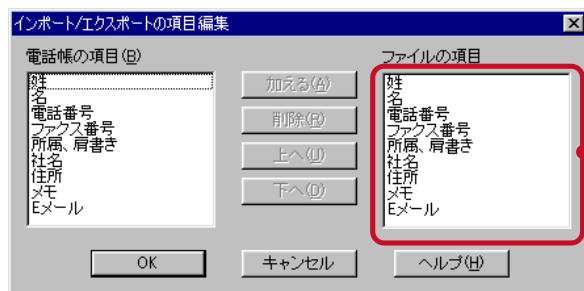 インポート/エクスポートの項目編集
電話帳の項目(B)
姓
名
電話番号
ファクス番号
所属、肩書き
社名
住所
メモ
Eメール
加える(A)
削除(R)
上へ(U)
下へ(D)
ファイルの項目
姓
名
電話番号
ファクス番号
所属、肩書き
社名
住所
メモ
Eメール
OK
キャンセル
ヘルプ(H)